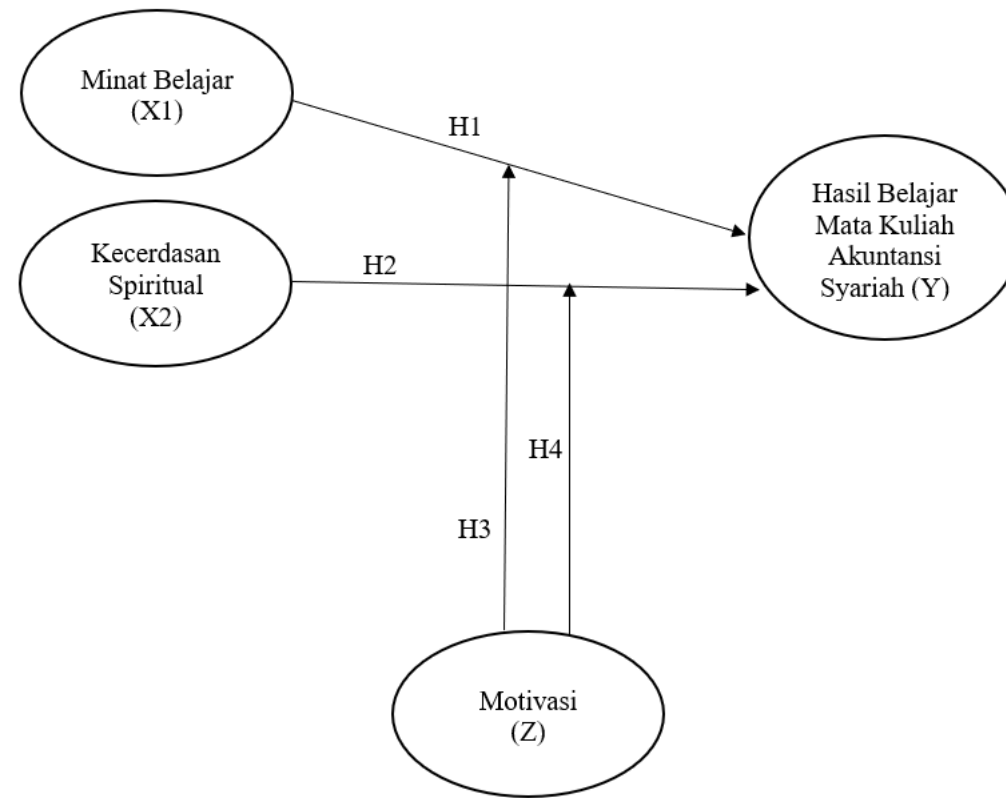 Minat Belajar
(X1)
H1
Hasil Belajar
Mata Kuliah
Akuntansi
Syariah (Y)
Kecerdasan
Spiritual
(X2)
H2
H4
H3
Motivasi
(Z)